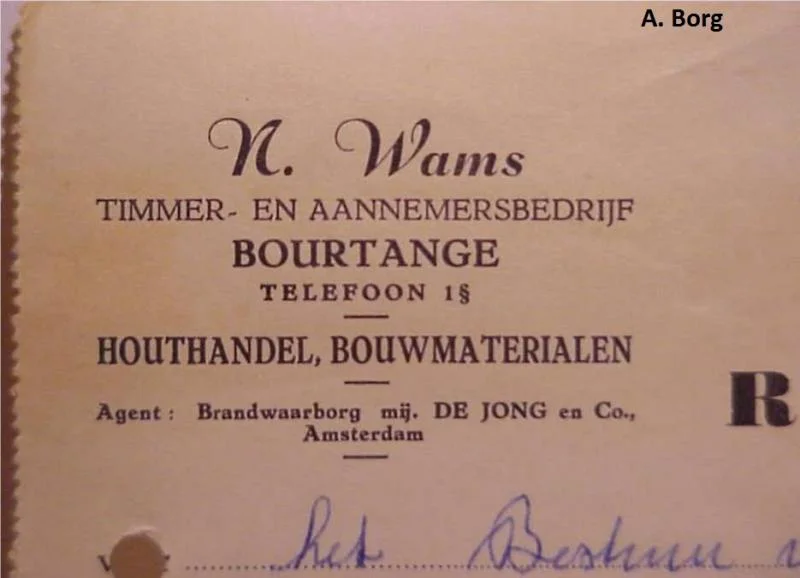 A. Borg
N. Wams
TIMMER- EN AANNEMERSBEDRIJF
BOURTANGE
TELEFOON 1§
HOUTHANDEL, BOUWMATERIALEN
R
Agent: Brandwaarborg mij. DE JONG en Co.,
Amsterdam
het Bestuur